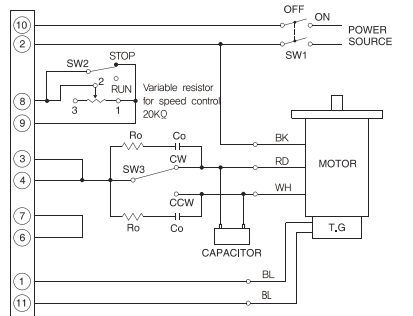 10
OFF
ON
POWER
SOURCE
2
SW1
STOP
SW2
RUN
2
3
1
Variable resistor
for speed control
20KΩ
8
9
3
4
Ro
Co
CW
SW3
CCW
Ro
Co
BK
RD
WH
MOTOR
T.G
7
6
CAPACITOR
1
BL
11
BL